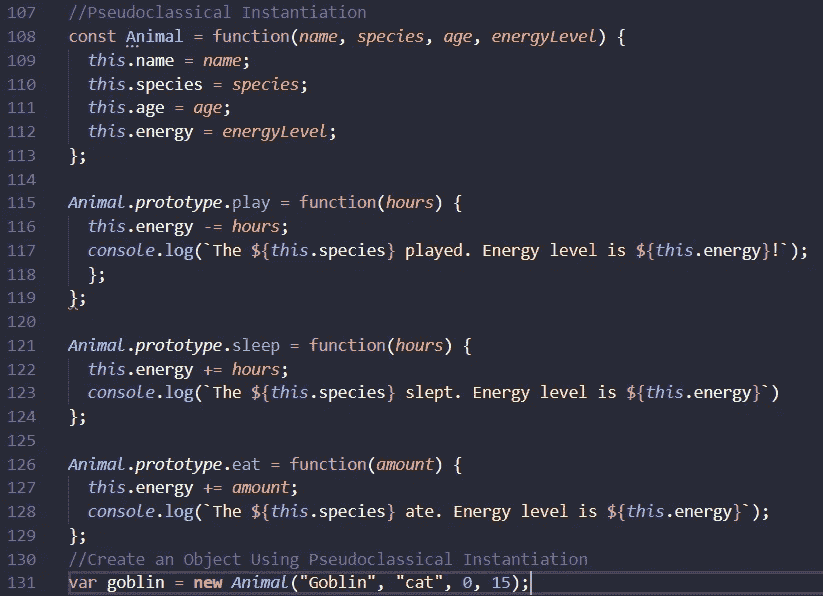 107 //Pseudoclassical Instantiation
108 const Animal = function(name, species, age, energyLevel) {
109   this.name = name;
110   this.species = species;
111   this.age = age;
112   this.energy = energyLevel;
113 };
114
115 Animal.prototype.play = function(hours) {
116   this.energy -= hours;
117   console.log(`The ${this.species} played. Energy level is ${this.energy}!`);
118   };
119 };
120
121 Animal.prototype.sleep = function(hours) {
122   this.energy += hours;
123   console.log(`The ${this.species} slept. Energy level is ${this.energy}`)
124 };
125
126 Animal.prototype.eat = function(amount) {
127   this.energy += amount;
128   console.log(`The ${this.species} ate. Energy level is ${this.energy}`);
129 };
130 //Create an Object Using Pseudoclassical Instantiation
131 var goblin = new Animal("Goblin", "cat", 0, 15);